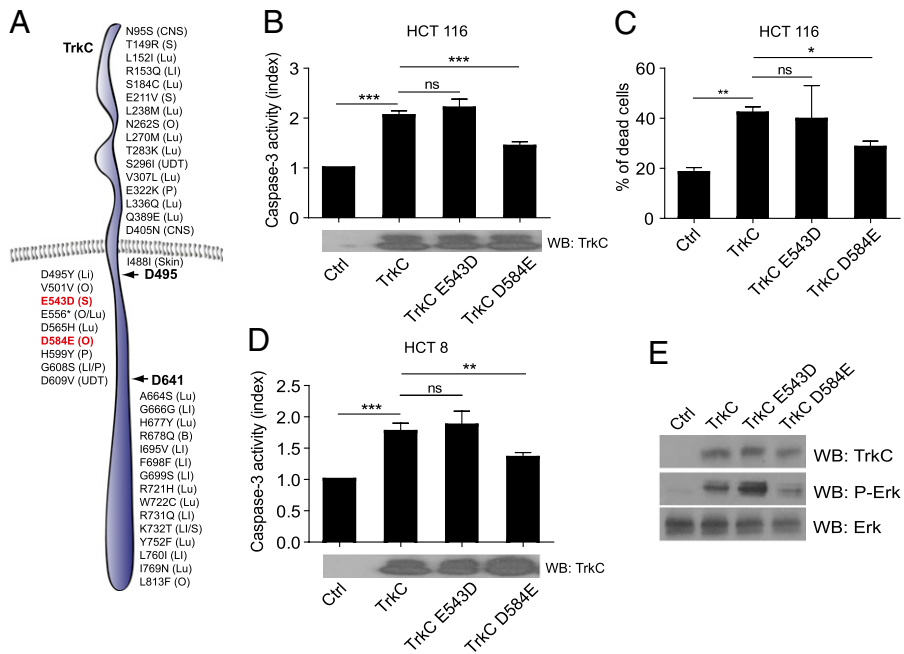 A
TrkC
N95S (CNS)
T149R (S)
L152I (Lu)
R153Q (LI)
S184C (Lu)
E211V (S)
L238M (Lu)
N262S (O)
L270M (Lu)
T283K (Lu)
S296I (UDT)
V307L (Lu)
E322K (P)
L336Q (Lu)
Q389E (Lu)
D405N (CNS)
I488I (Skin)
D495
D495Y (Li)
V501V (O)
E543D (S)
E556* (O/Lu)
D565H (Lu)
D584E (O)
H599Y (P)
G608S (LI/P)
D609V (UDT)
D641
A664S (Lu)
G666G (LI)
H677Y (Lu)
R678Q (B)
I695V (LI)
F698F (LI)
G699S (LI)
R721H (Lu)
W722C (Lu)
R731Q (LI)
K732T (LI/S)
Y752F (Lu)
L760I (LI)
I769N (Lu)
L813F (O)
B
HCT 116
Caspase-3 activity (index)
3
2
1
0
***
ns
***
WB: TrkC
Ctrl
TrkC
TrkC E543D
TrkC D584E
C
HCT 116
% of dead cells
60
40
20
0
**
ns
*
Ctrl
TrkC
TrkC E543D
TrkC D584E
D
HCT 8
Caspase-3 activity (index)
2.5
2.0
1.5
1.0
0.5
0.0
***
ns
**
WB: TrkC
Ctrl
TrkC
TrkC E543D
TrkC D584E
E
Ctrl
TrkC
TrkC E543D
TrkC D584E
WB: TrkC
WB: P-Erk
WB: Erk